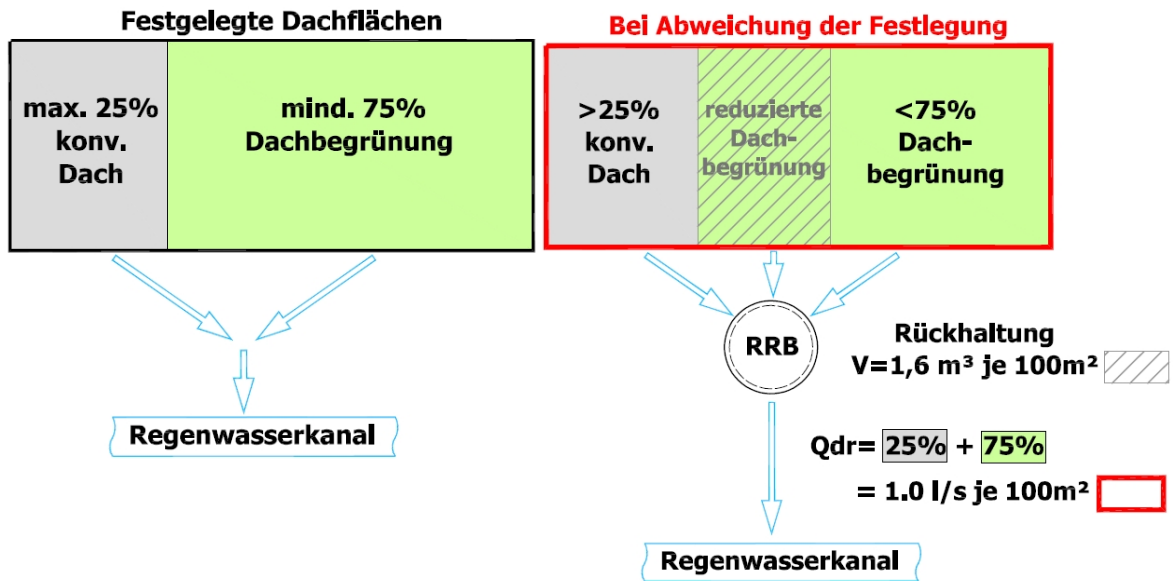 Festgelegte Dachflächen
max. 25%
konv.
Dach
mind. 75%
Dachbegrünung
Regenwasserkanal
Bei Abweichung der Festlegung
>25%
konv.
Dach
reduzierte
Dach-
begrünung
<75%
Dach-
begrünung
RRB
Rückhaltung
V=1,6 m³ je 100m²
Qdr= 25% + 75%
= 1.0 l/s je 100m²
Regenwasserkanal